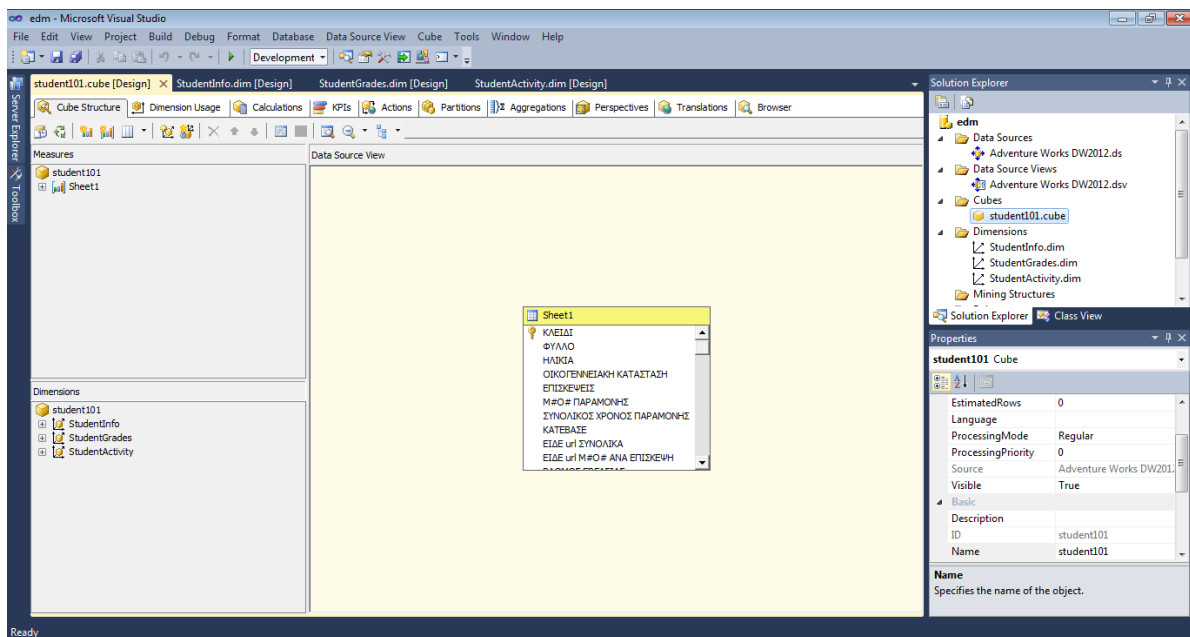 edm - Microsoft Visual Studio
File Edit View Project Build Debug Format Database Data Source View Cube Tools Window Help
Development
Server Explorer
Toolbox
student101.cube [Design] StudentInfo.dim [Design] StudentGrades.dim [Design] StudentActivity.dim [Design]
Cube Structure Dimension Usage Calculations KPIs Actions Partitions Aggregations Perspectives Translations Browser
Measures
student101
Sheet1
Dimensions
student101
StudentInfo
StudentGrades
StudentActivity
Data Source View
Sheet1
ΚΛΕΙΔΙ
ΦΥΛΛΟ
ΗΛΙΚΙΑ
ΟΙΚΟΓΕΝΝΕΙΑΚΗ ΚΑΤΑΣΤΑΣΗ
ΕΠΙΣΚΕΨΕΙΣ
Μ#Ο# ΠΑΡΑΜΟΝΗΣ
ΣΥΝΟΛΙΚΟΣ ΧΡΟΝΟΣ ΠΑΡΑΜΟΝΗΣ
ΚΑΤΕΒΑΣΕ
ΕΙΔΕ url ΣΥΝΟΛΙΚΑ
ΕΙΔΕ url Μ#Ο# ΑΝΑ ΕΠΙΣΚΕΨΗ
Solution Explorer
edm
Data Sources
Adventure Works DW2012.ds
Data Source Views
Adventure Works DW2012.dsv
Cubes
student101.cube
Dimensions
StudentInfo.dim
StudentGrades.dim
StudentActivity.dim
Mining Structures
Solution Explorer Class View
Properties
student101 Cube
EstimatedRows 0
Language
ProcessingMode Regular
ProcessingPriority 0
Source Adventure Works DW201
Visible True
Basic
Description
ID student101
Name student101
Name
Specifies the name of the object.
Ready